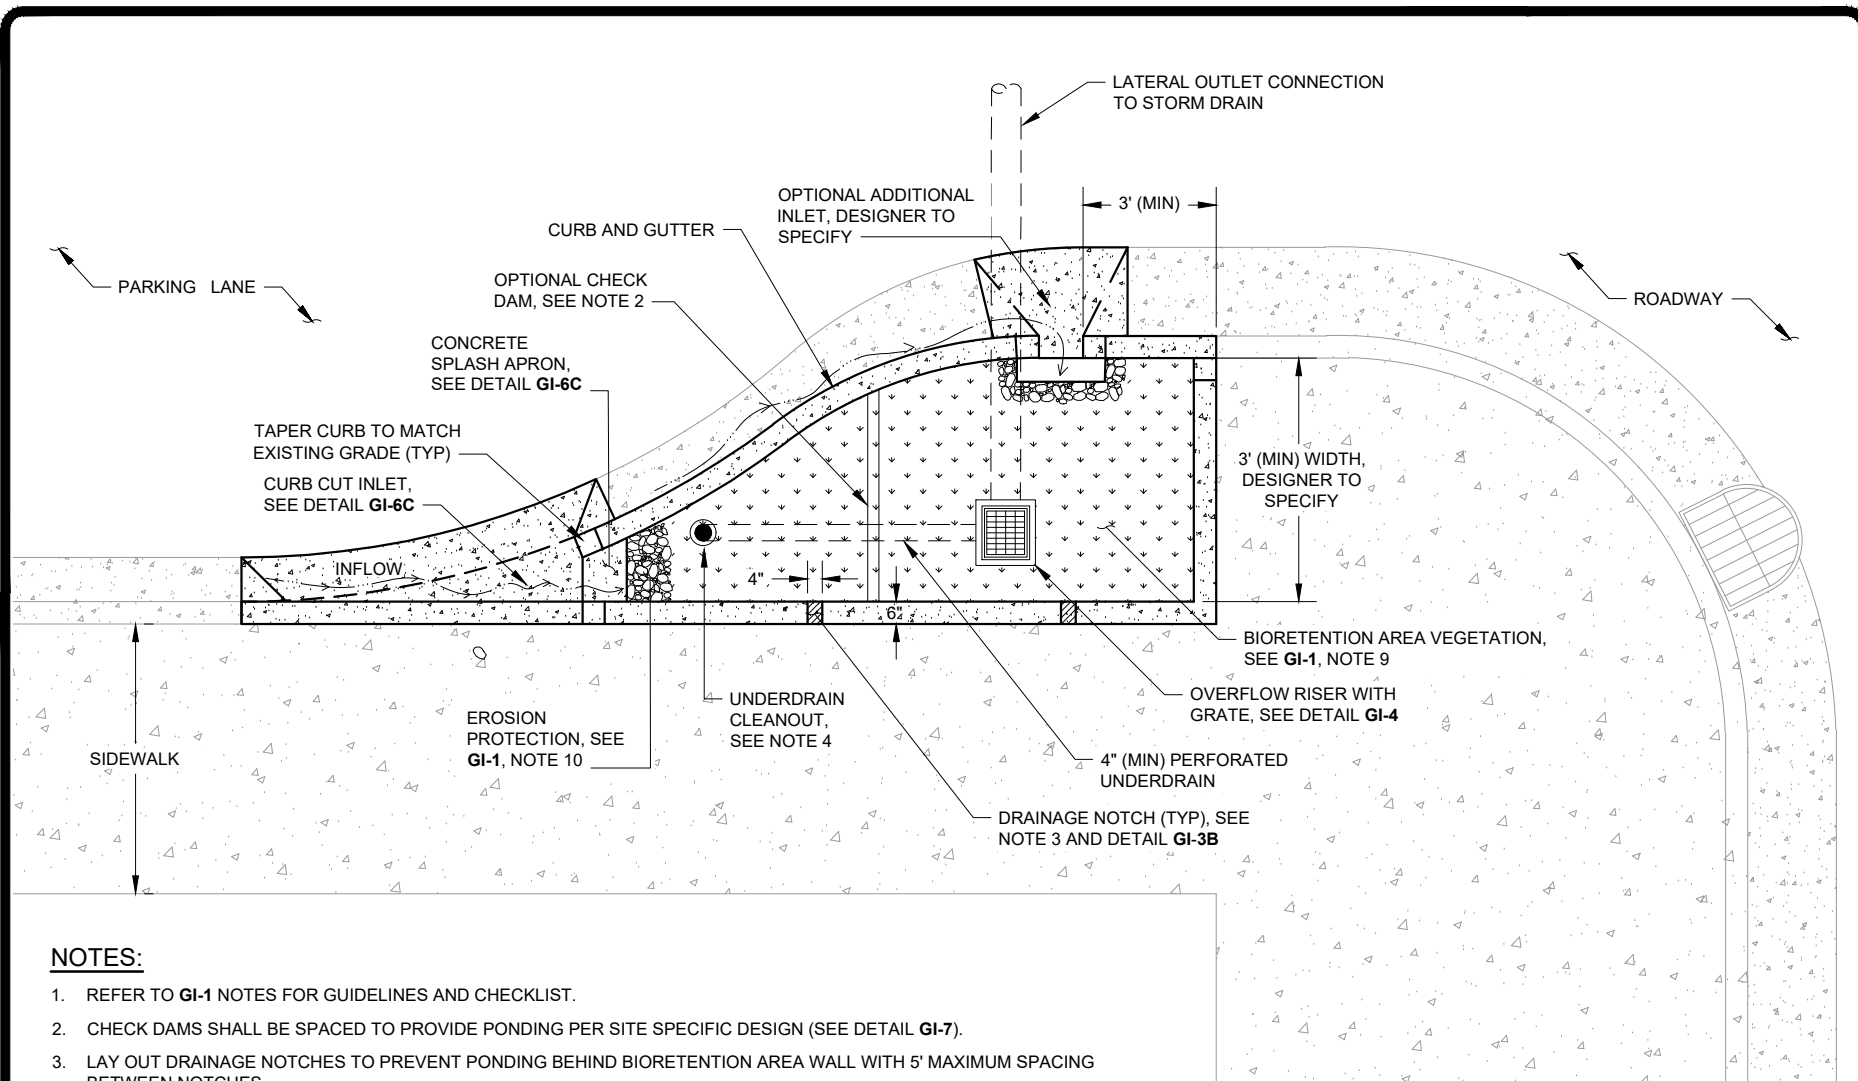 LATERAL OUTLET CONNECTION
TO STORM DRAIN
OPTIONAL ADDITIONAL
INLET, DESIGNER TO
SPECIFY
3' (MIN)
CURB AND GUTTER
OPTIONAL CHECK
DAM, SEE NOTE 2
PARKING LANE
ROADWAY
CONCRETE
SPLASH APRON,
SEE DETAIL GI-6C
TAPER CURB TO MATCH
EXISTING GRADE (TYP)
CURB CUT INLET,
SEE DETAIL GI-6C
3' (MIN) WIDTH,
DESIGNER TO
SPECIFY
INFLOW
4"
6"
BIORETENTION AREA VEGETATION,
SEE GI-1, NOTE 9
OVERFLOW RISER WITH
GRATE, SEE DETAIL GI-4
UNDERDRAIN
CLEANOUT,
SEE NOTE 4
EROSION
PROTECTION, SEE
GI-1, NOTE 10
SIDEWALK
4" (MIN) PERFORATED
UNDERDRAIN
DRAINAGE NOTCH (TYP), SEE
NOTE 3 AND DETAIL GI-3B
NOTES:
1. REFER TO GI-1 NOTES FOR GUIDELINES AND CHECKLIST.
2. CHECK DAMS SHALL BE SPACED TO PROVIDE PONDING PER SITE SPECIFIC DESIGN (SEE DETAIL GI-7).
3. LAY OUT DRAINAGE NOTCHES TO PREVENT PONDING BEHIND BIORETENTION AREA WALL WITH 5' MAXIMUM SPACING
BETWEEN NOTCHES